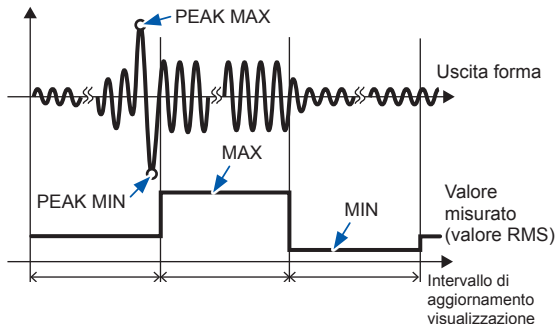 PEAK MAX
Uscita forma
PEAK MIN
MAX
MIN
Valore
misurato
(valore RMS)
Intervallo di
aggiornamento
visualizzazione